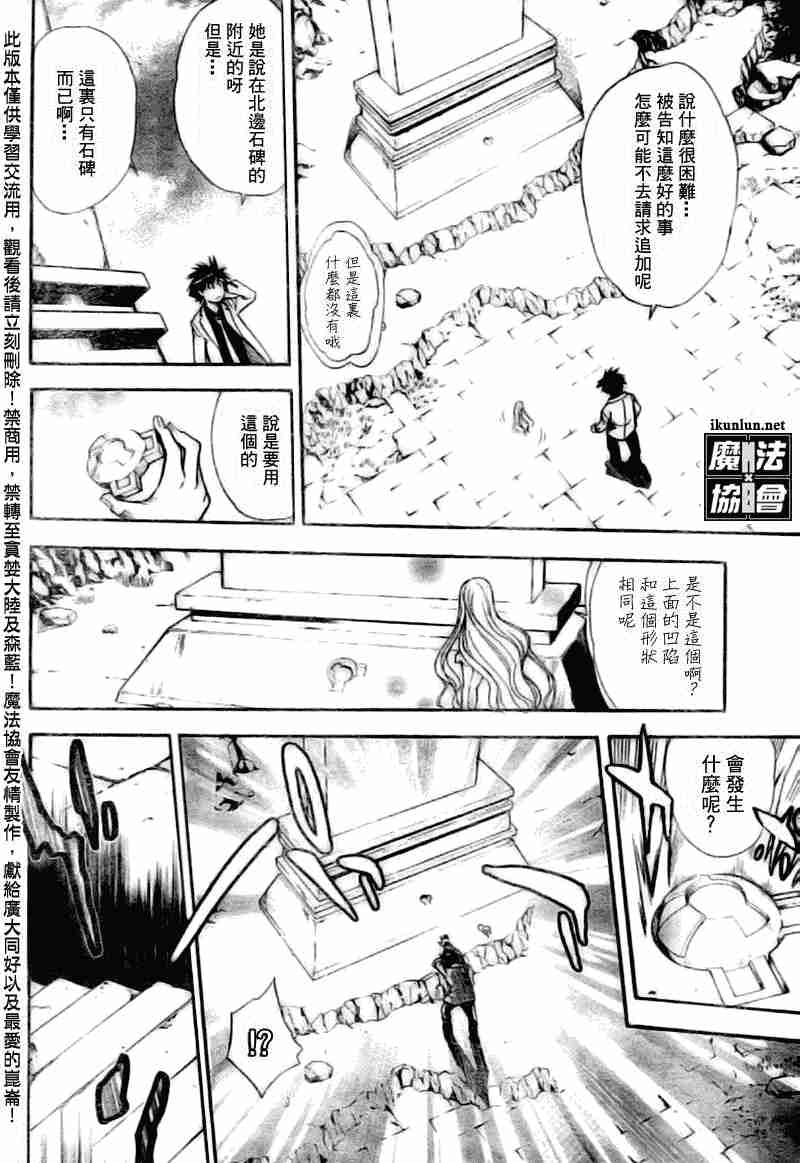 說什麼很困難…
被告知這麼好的事
怎麼可能不去請求追加呢
但是這裏
什麼都沒有哦
她是說在北邊石碑的
附近的呀
但是…
這裏只有石碑
而已啊…
ikunlun.net
魔法
協會
說是要用
這個的
是不是這個啊?
上面的凹陷
和這個形狀
相同呢
會發生
什麼呢?
!?
此版本僅供學習交流用，觀看後請立刻刪除！禁商用，禁轉至貪婪大陸及森藍！魔法協會友情製作，獻給廣大同好以及最愛的崑崙！